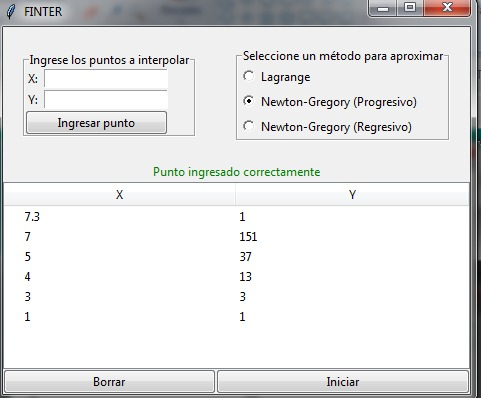 FINTER
Ingrese los puntos a interpolar
X:
Y:
Ingresar punto
Seleccione un método para aproximar
Lagrange
Newton-Gregory (Progresivo)
Newton-Gregory (Regresivo)
Punto ingresado correctamente
X Y
7.3 1
7 151
5 37
4 13
3 3
1 1
Borrar Iniciar